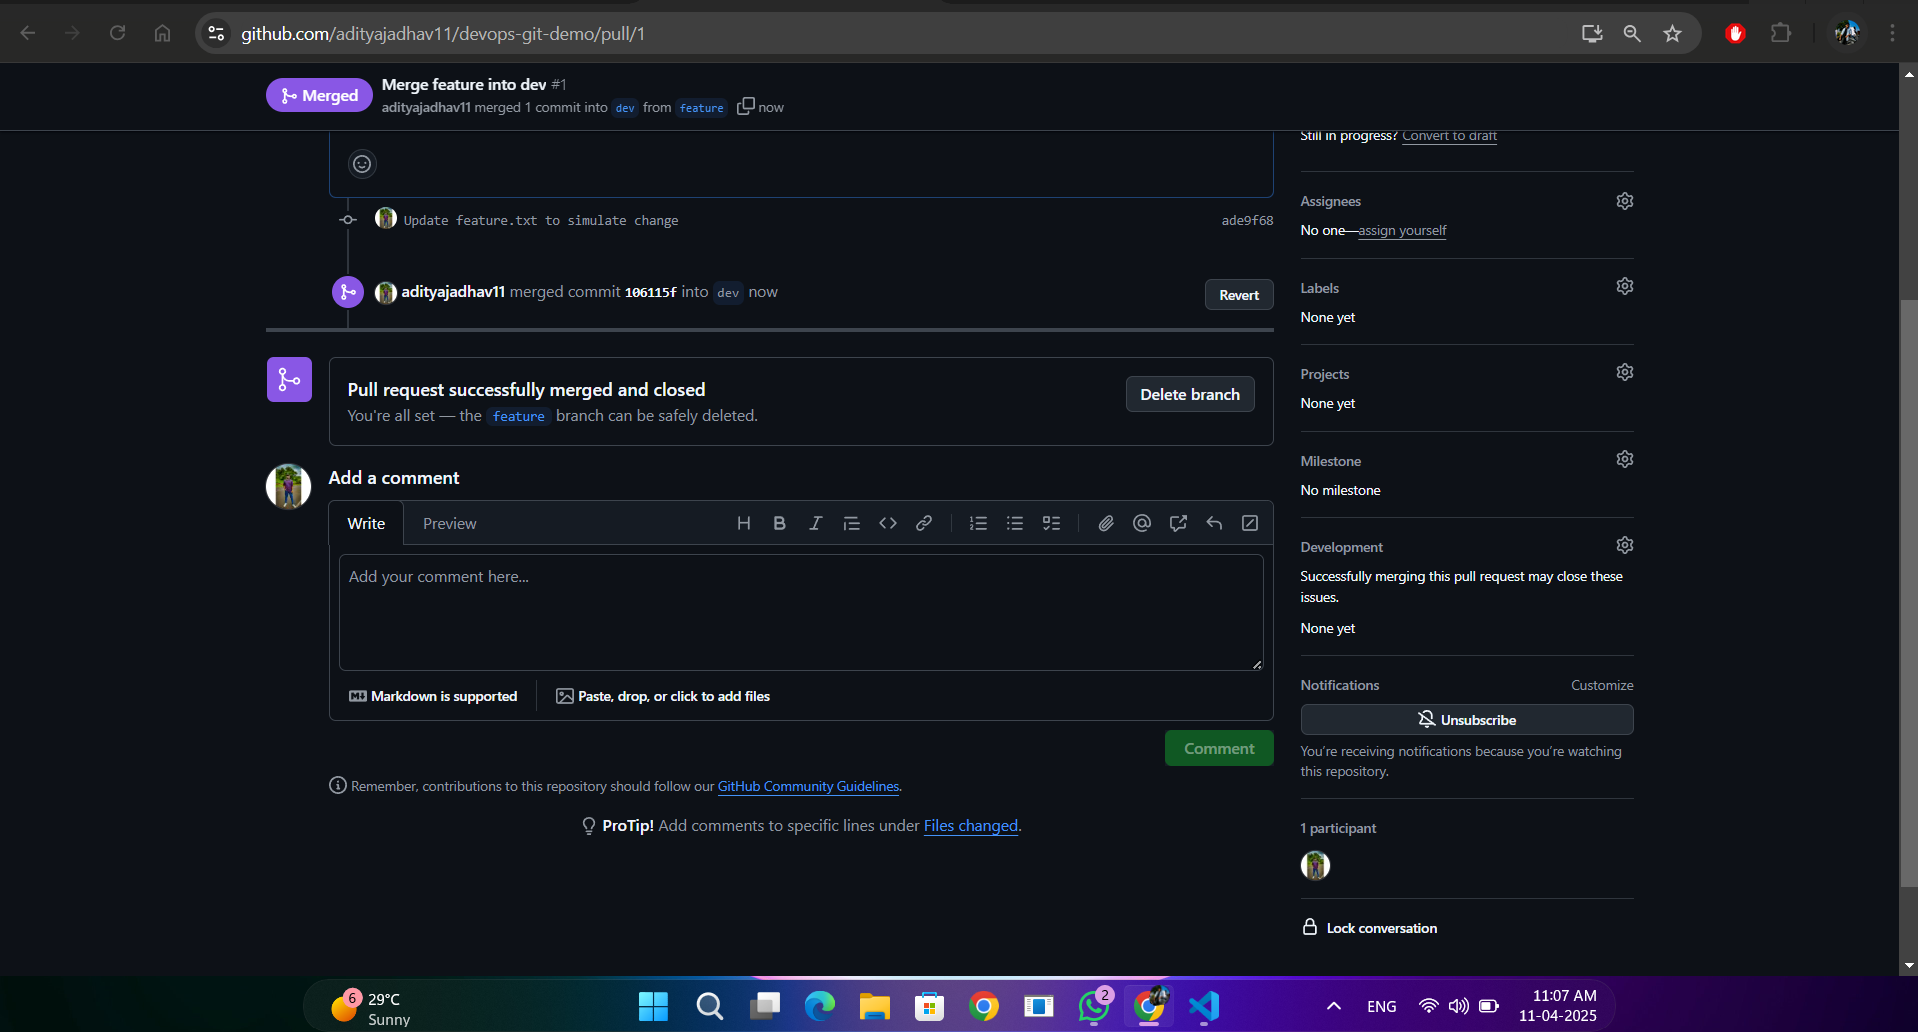 github.com/adityajadhav11/devops-git-demo/pull/1
Merged
Merge feature into dev #1
adityajadhav11 merged 1 commit into dev from feature now
Still in progress? Convert to draft
Update feature.txt to simulate change ade9f68
adityajadhav11 merged commit 106115f into dev now
Revert
Pull request successfully merged and closed
You're all set — the feature branch can be safely deleted.
Delete branch
Add a comment
Write Preview
Add your comment here...
Markdown is supported
Paste, drop, or click to add files
Comment
Remember, contributions to this repository should follow our GitHub Community Guidelines.
ProTip! Add comments to specific lines under Files changed.
Assignees
No one—assign yourself
Labels
None yet
Projects
None yet
Milestone
No milestone
Development
Successfully merging this pull request may close these
issues.
None yet
Notifications Customize
Unsubscribe
You're receiving notifications because you're watching
this repository.
1 participant
Lock conversation
6
29°C
Sunny
2
ENG
11:07 AM
11-04-2025